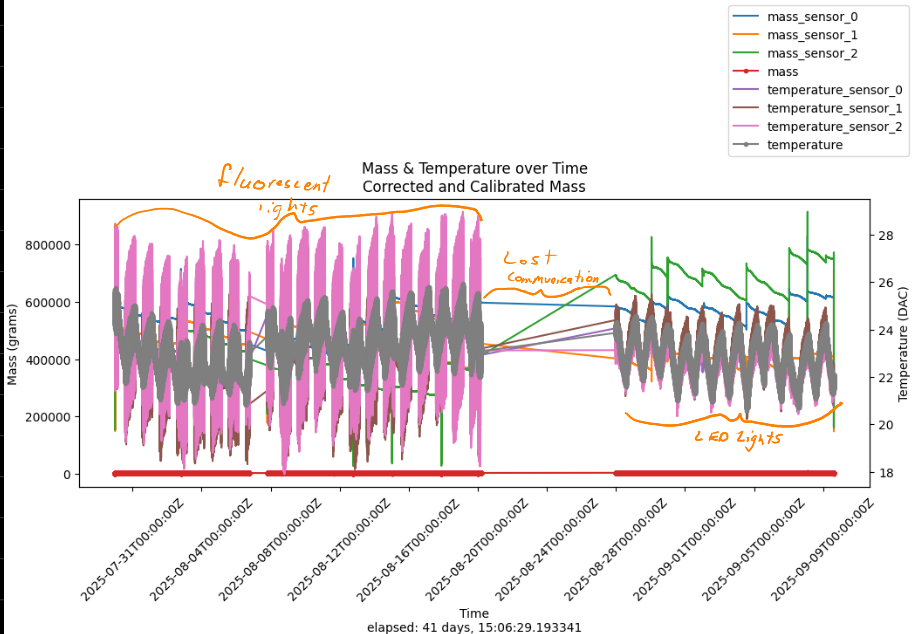 mass_sensor_0
mass_sensor_1
mass_sensor_2
mass
temperature_sensor_0
temperature_sensor_1
temperature_sensor_2
temperature
Mass & Temperature over Time
Corrected and Calibrated Mass
fluorescent
lights
Lost
Communication
LED Lights
Mass (grams)
800000
600000
400000
200000
0
Temperature (DAC)
28
26
24
22
20
18
2025-07-31T00:00:00Z
2025-08-04T00:00:00Z
2025-08-08T00:00:00Z
2025-08-12T00:00:00Z
2025-08-16T00:00:00Z
2025-08-20T00:00:00Z
2025-08-24T00:00:00Z
2025-08-28T00:00:00Z
2025-09-01T00:00:00Z
2025-09-05T00:00:00Z
2025-09-09T00:00:00Z
Time
elapsed: 41 days, 15:06:29.193341